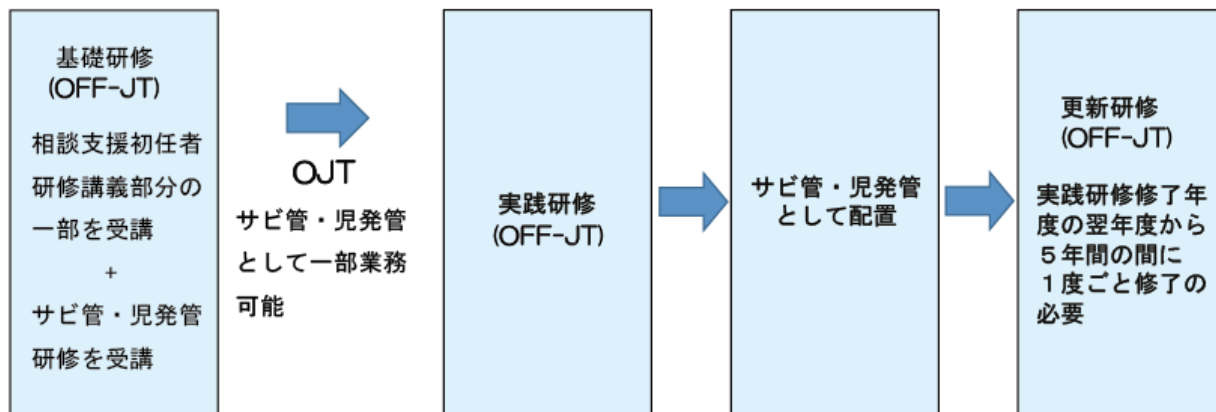 基礎研修
(OFF-JT)
相談支援初任者
研修講義部分の
一部を受講
+
サビ管・児発管
研修を受講
OJT
サビ管・児発管
として一部業務
可能
実践研修
(OFF-JT)
サビ管・児発管
として配置
更新研修
(OFF-JT)
実践研修修了年
度の翌年度から
５年間の間に
１度ごと修了の
必要